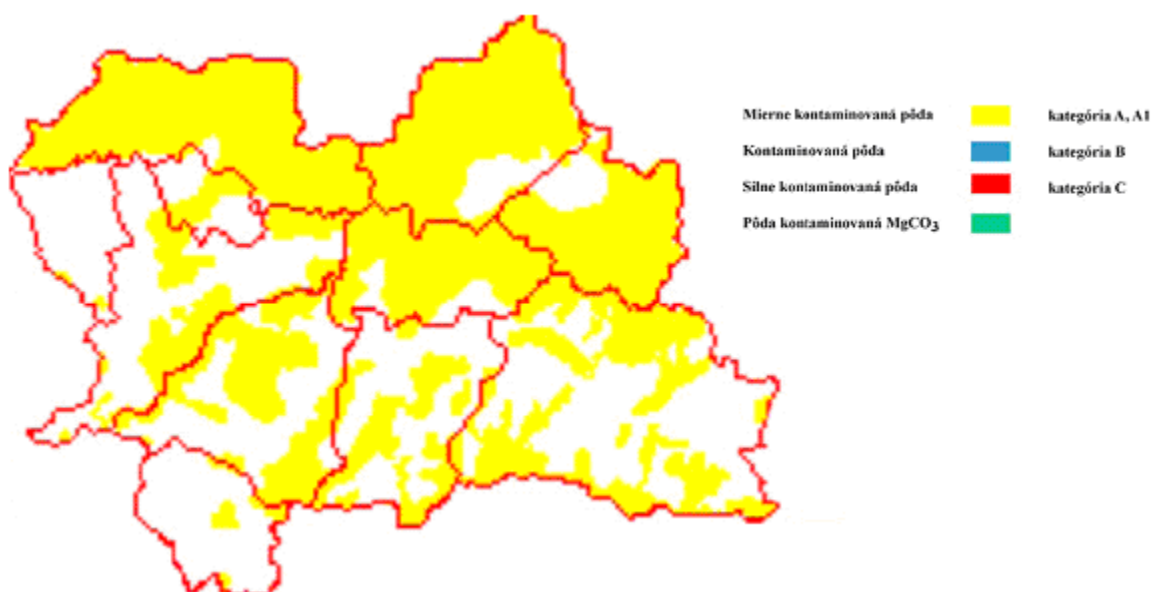 Mierne kontaminovaná pôda kategória A, A1
Kontaminovaná pôda kategória B
Silne kontaminovaná pôda kategória C
Pôda kontaminovaná MgCO3